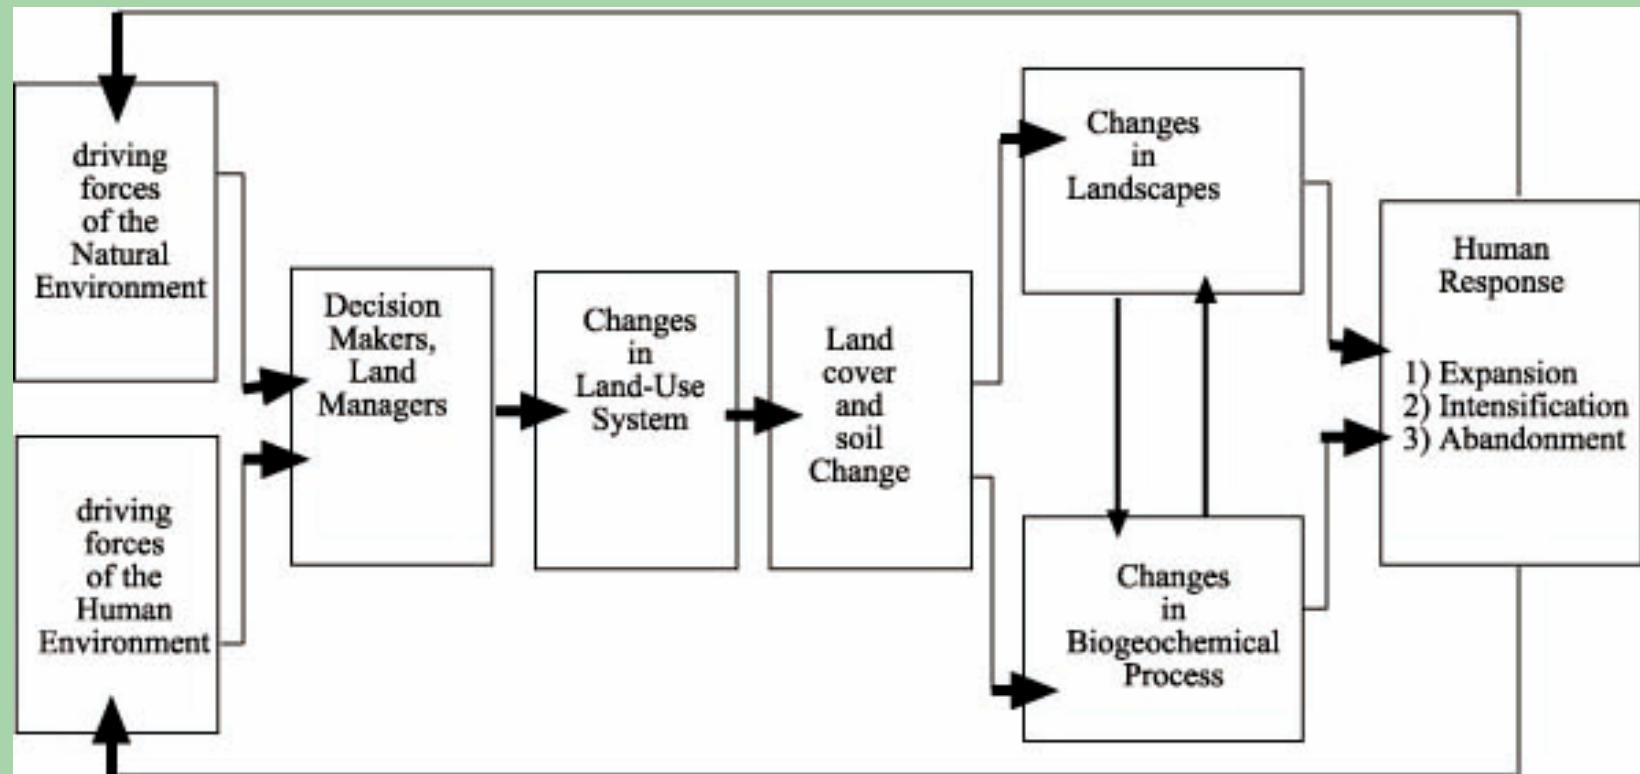 driving
forces
of the
Natural
Environment
driving
forces
of the
Human
Environment
Decision
Makers,
Land
Managers
Changes
in
Land-Use
System
Land
cover
and
soil
Change
Changes
in
Landscapes
Changes
in
Biogeochemical
Process
Human
Response
1) Expansion
2) Intensification
3) Abandonment